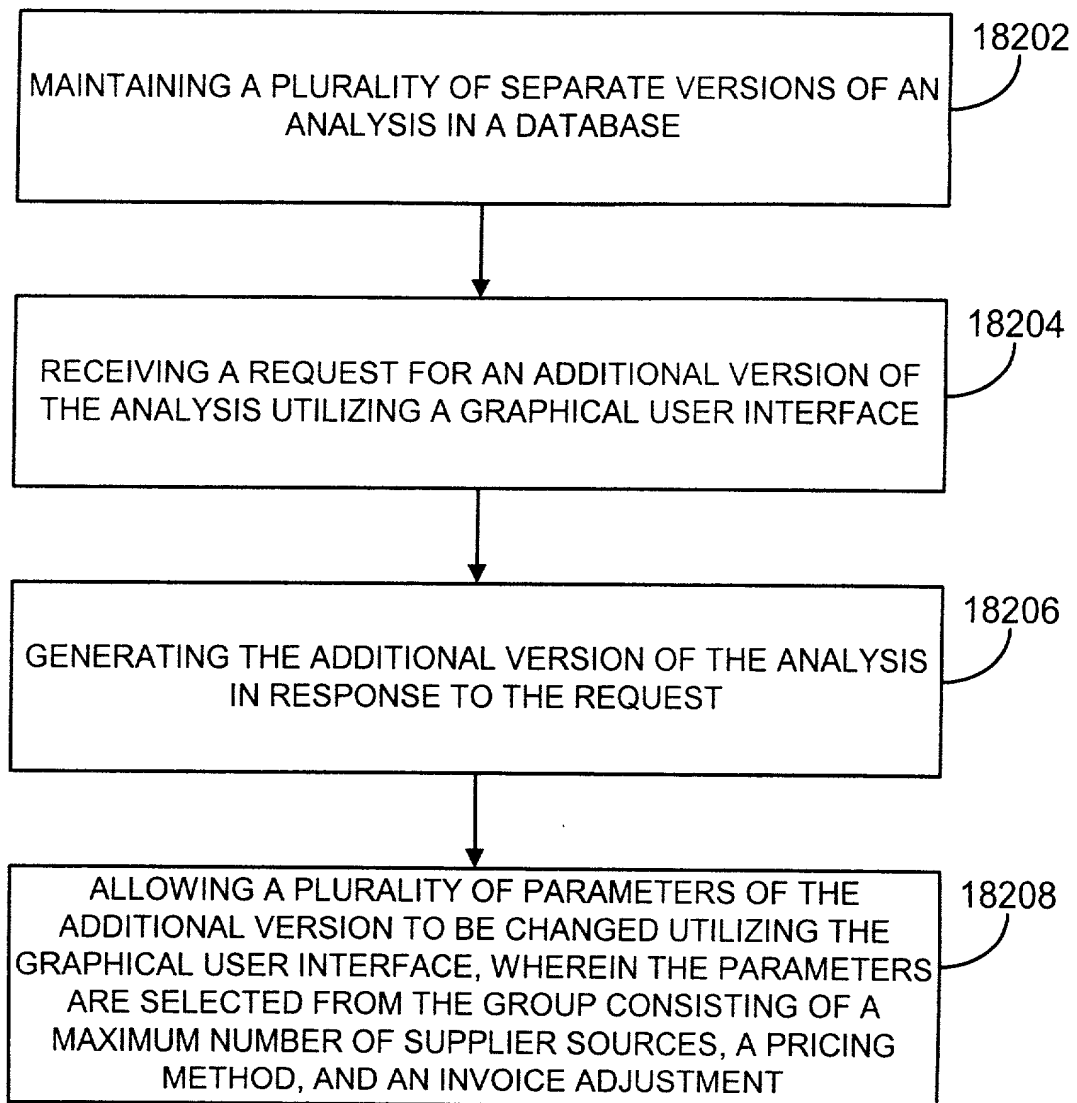 18202
MAINTAINING A PLURALITY OF SEPARATE VERSIONS OF AN
ANALYSIS IN A DATABASE
18204
RECEIVING A REQUEST FOR AN ADDITIONAL VERSION OF
THE ANALYSIS UTILIZING A GRAPHICAL USER INTERFACE
18206
GENERATING THE ADDITIONAL VERSION OF THE ANALYSIS
IN RESPONSE TO THE REQUEST
18208
ALLOWING A PLURALITY OF PARAMETERS OF THE
ADDITIONAL VERSION TO BE CHANGED UTILIZING THE
GRAPHICAL USER INTERFACE, WHEREIN THE PARAMETERS
ARE SELECTED FROM THE GROUP CONSISTING OF A
MAXIMUM NUMBER OF SUPPLIER SOURCES, A PRICING
METHOD, AND AN INVOICE ADJUSTMENT